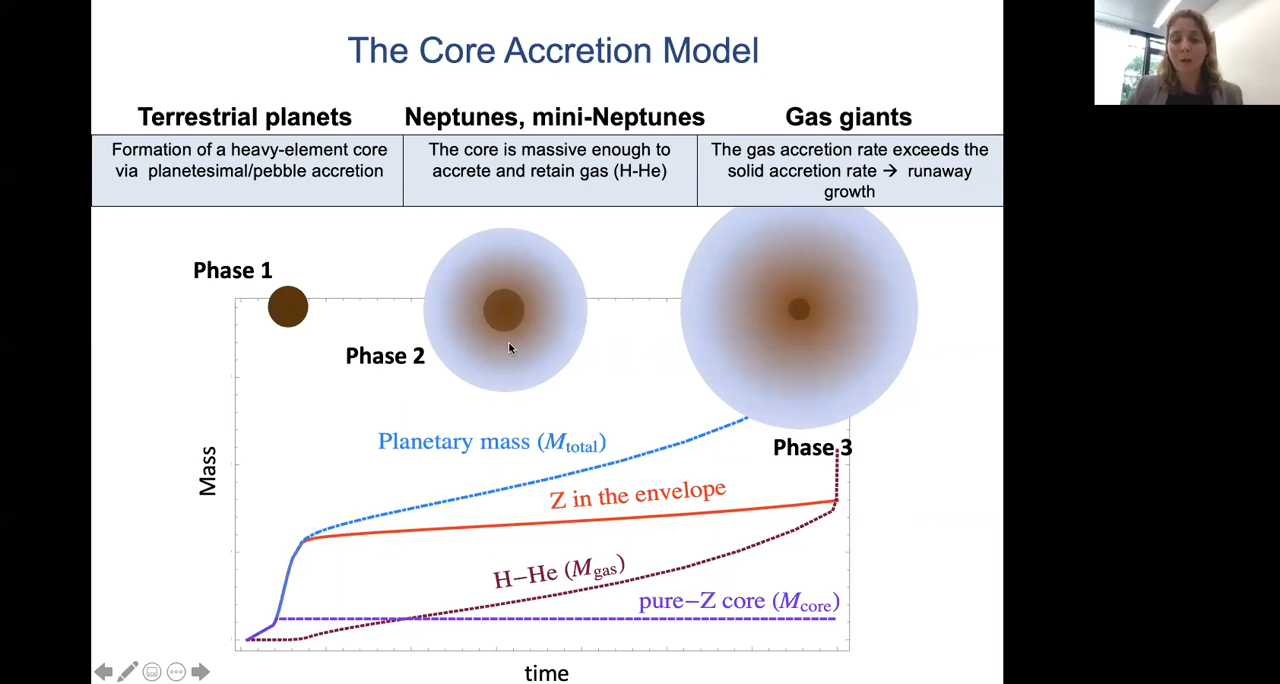 The Core Accretion Model
Terrestrial planets
Neptunes, mini-Neptunes
Gas giants
Formation of a heavy-element core
via planetesimal/pebble accretion
The core is massive enough to
accrete and retain gas (H-He)
The gas accretion rate exceeds the
solid accretion rate → runaway
growth
Phase 1
Phase 2
Phase 3
Planetary mass (Mtotal)
Z in the envelope
H−He (Mgas)
pure−Z core (Mcore)
Mass
time